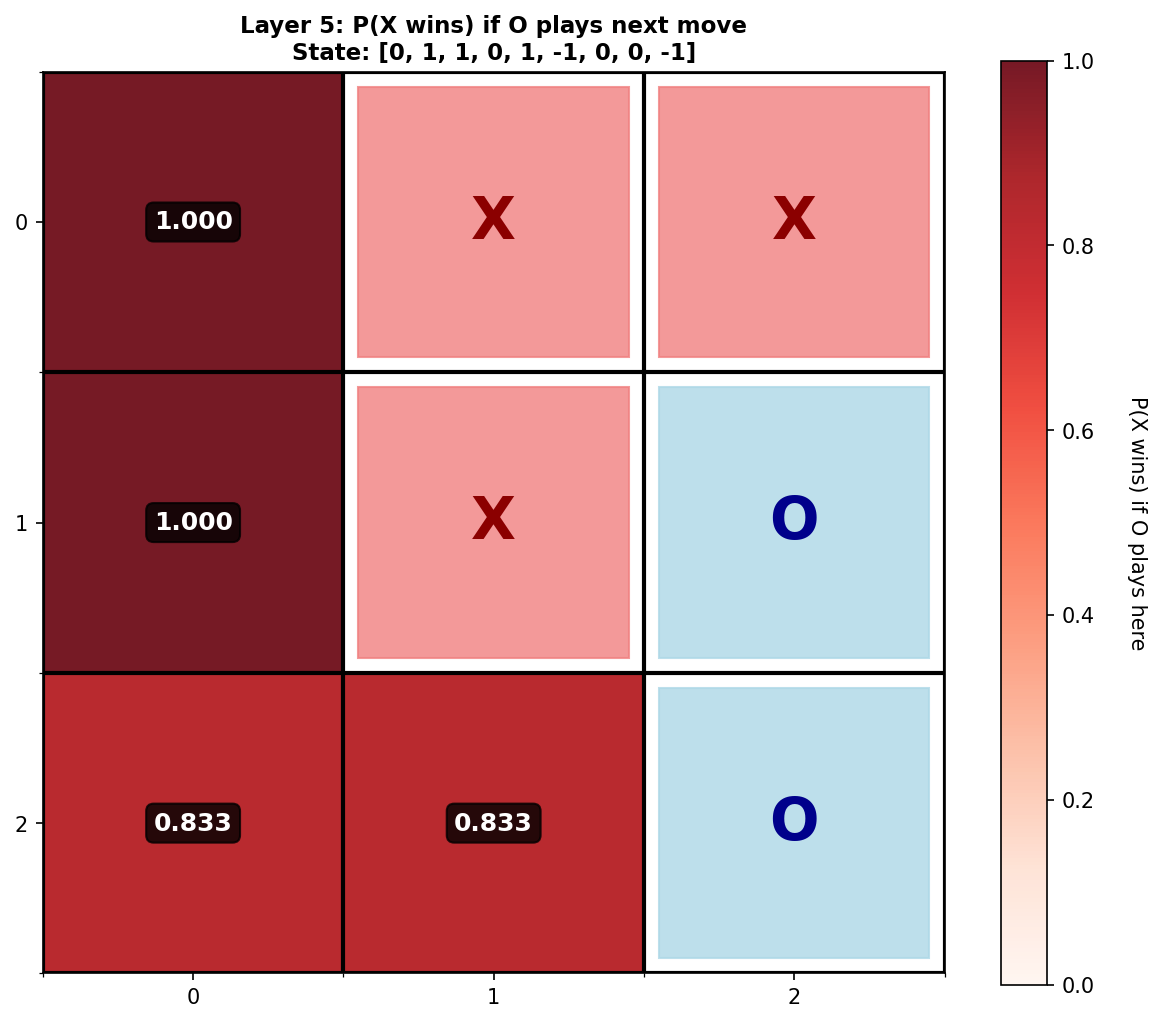 Layer 5: P(X wins) if O plays next move
State: [0, 1, 1, 0, 1, -1, 0, 0, -1]
0
1.000
X
X
1
1.000
X
O
2
0.833
0.833
O
0
1
2
1.0
0.8
0.6
0.4
0.2
0.0
P(X wins) if O plays here